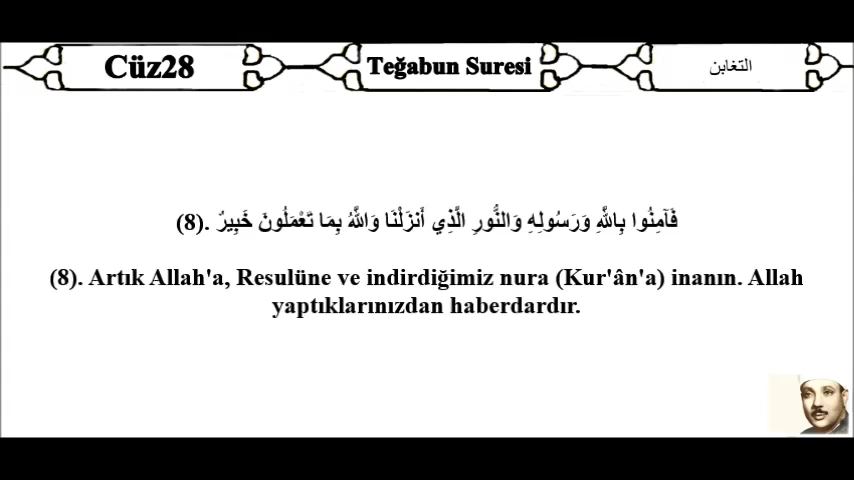 Cüz28
Teğabun Suresi
التغابن
فَآمِنُوا بِاللَّهِ وَرَسُولِهِ وَالنُّورِ الَّذِي أَنزَلْنَا وَاللَّهُ بِمَا تَعْمَلُونَ خَبِيرٌ .(8)
(8). Artık Allah'a, Resulüne ve indirdiğimiz nura (Kur'ân'a) inanın. Allah
yaptıklarınızdan haberdardır.